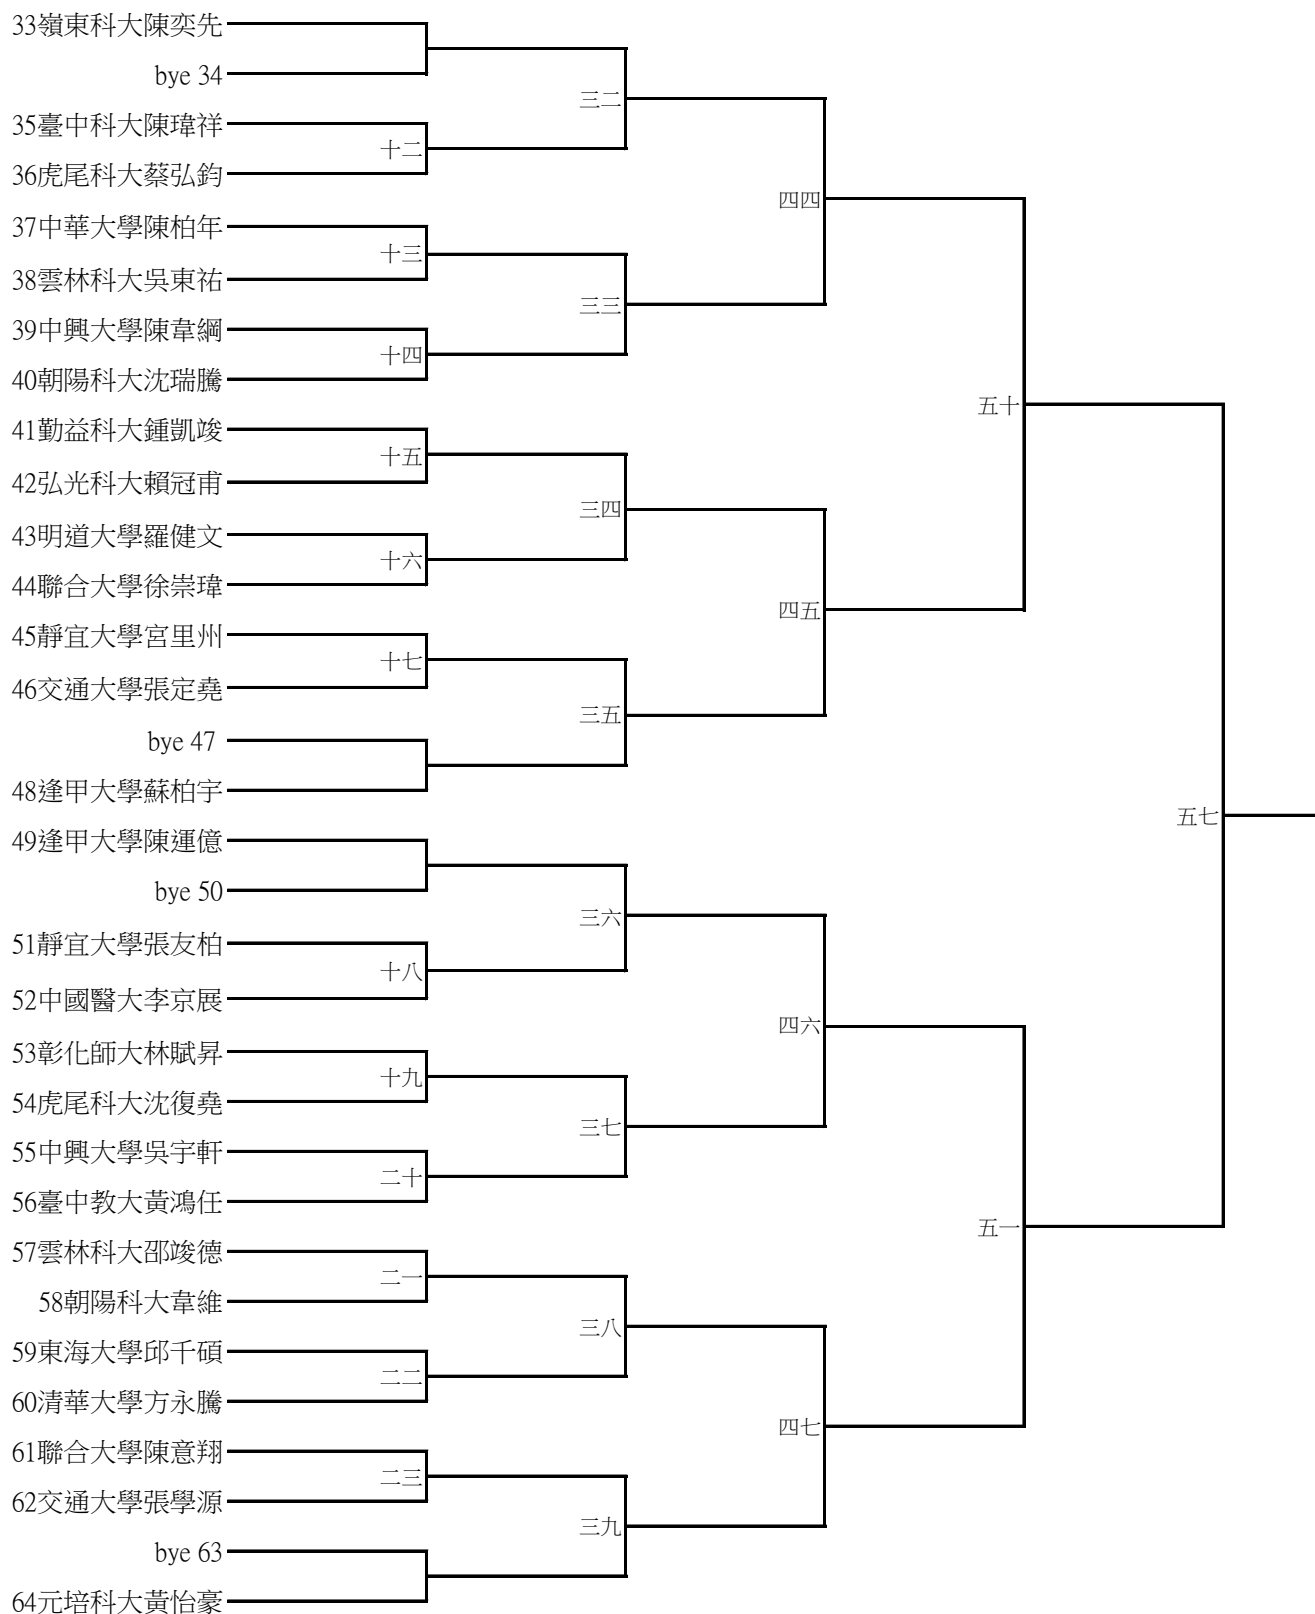 33嶺東科大陳奕先
bye 34
三二
35臺中科大陳瑋祥
十二
36虎尾科大蔡弘鈞
四四
37中華大學陳柏年
十三
38雲林科大吳東祐
三三
39中興大學陳韋綱
十四
40朝陽科大沈瑞騰
五十
41勤益科大鍾凱竣
十五
42弘光科大賴冠甫
三四
43明道大學羅健文
十六
44聯合大學徐崇瑋
四五
45靜宜大學宮里州
十七
46交通大學張定堯
三五
bye 47
48逢甲大學蘇柏宇
五七
49逢甲大學陳運億
bye 50
三六
51靜宜大學張友柏
十八
52中國醫大李京展
四六
53彰化師大林賦昇
十九
54虎尾科大沈復堯
三七
55中興大學吳宇軒
二十
56臺中教大黃鴻任
五一
57雲林科大邵竣德
二一
58朝陽科大韋維
三八
59東海大學邱千碩
二二
60清華大學方永騰
四七
61聯合大學陳意翔
二三
62交通大學張學源
三九
bye 63
64元培科大黃怡豪